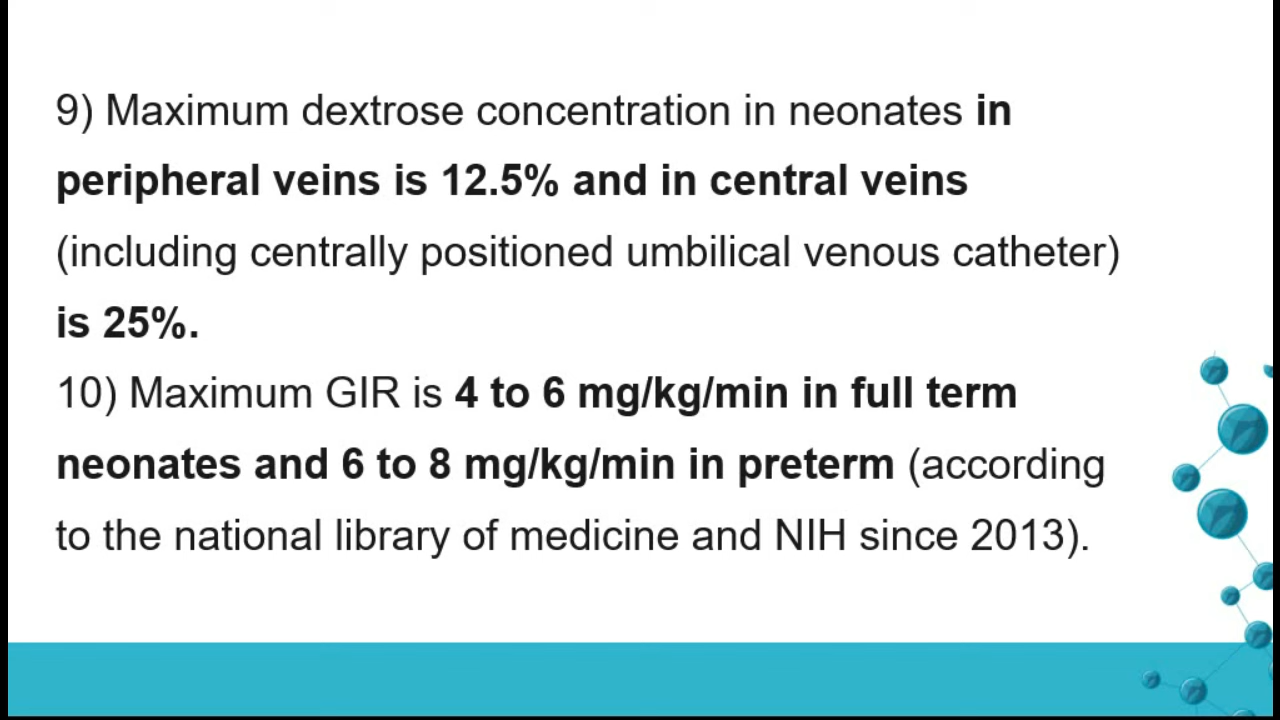 9) Maximum dextrose concentration in neonates in
peripheral veins is 12.5% and in central veins
(including centrally positioned umbilical venous catheter)
is 25%.
10) Maximum GIR is 4 to 6 mg/kg/min in full term
neonates and 6 to 8 mg/kg/min in preterm (according
to the national library of medicine and NIH since 2013).